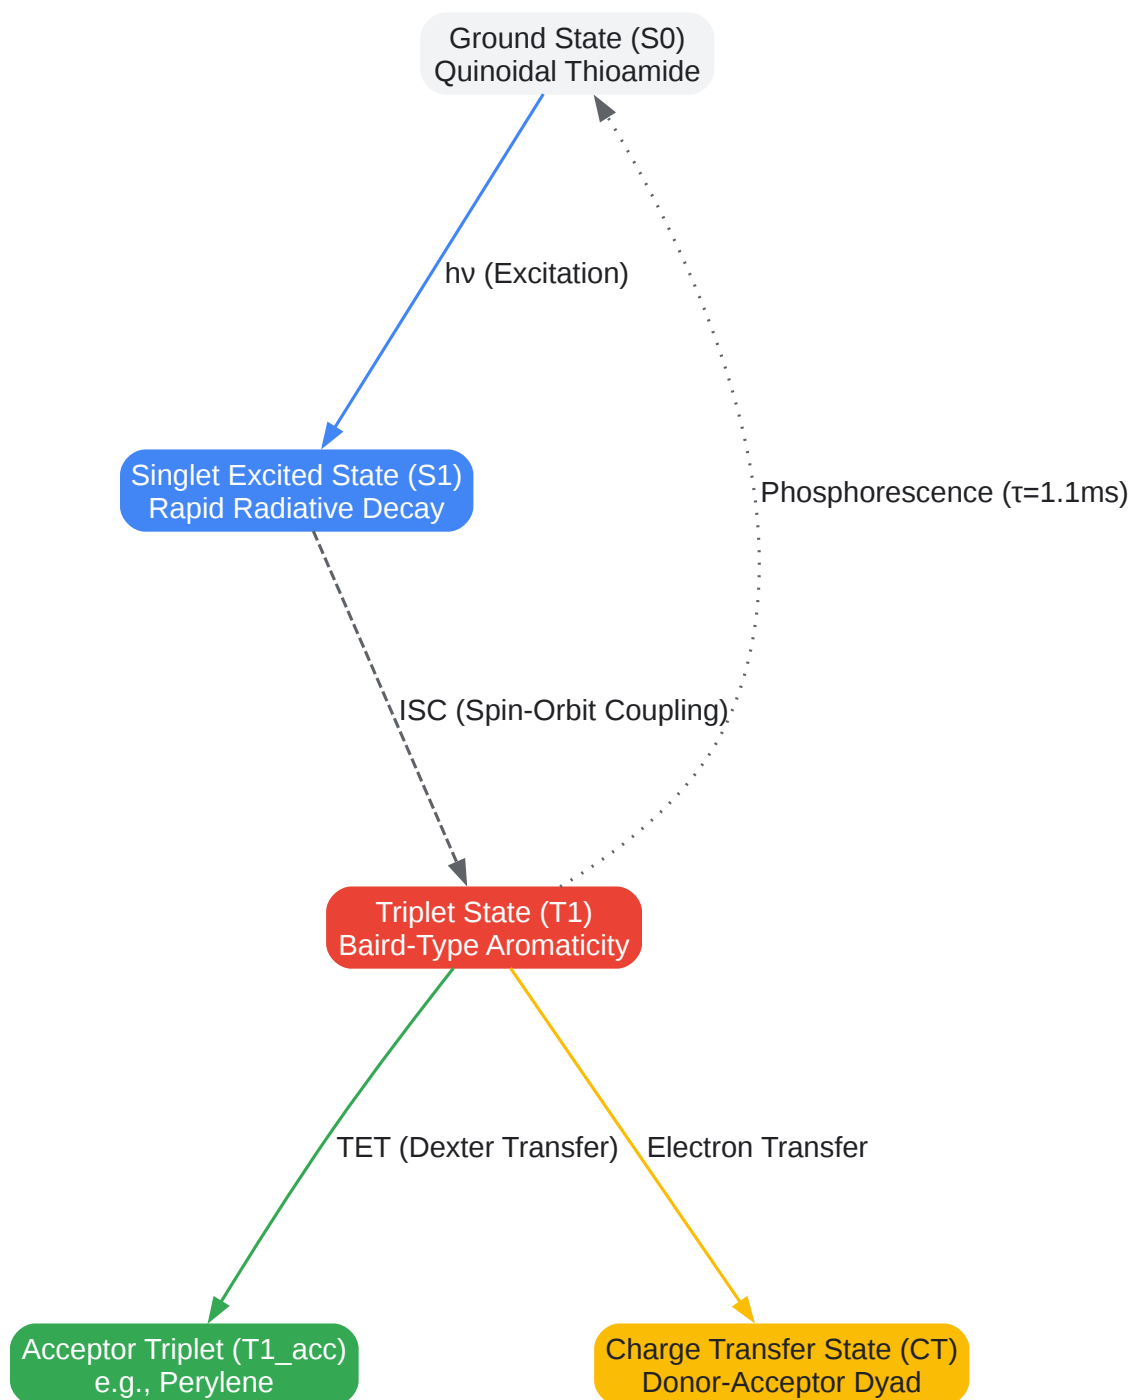 Ground State (S0)
Quinoidal Thioamide
hν (Excitation)
Singlet Excited State (S1)
Rapid Radiative Decay
Phosphorescence (τ=1.1ms)
ISC (Spin-Orbit Coupling)
Triplet State (T1)
Baird-Type Aromaticity
TET (Dexter Transfer)
Electron Transfer
Acceptor Triplet (T1_acc)
e.g., Perylene
Charge Transfer State (CT)
Donor-Acceptor Dyad